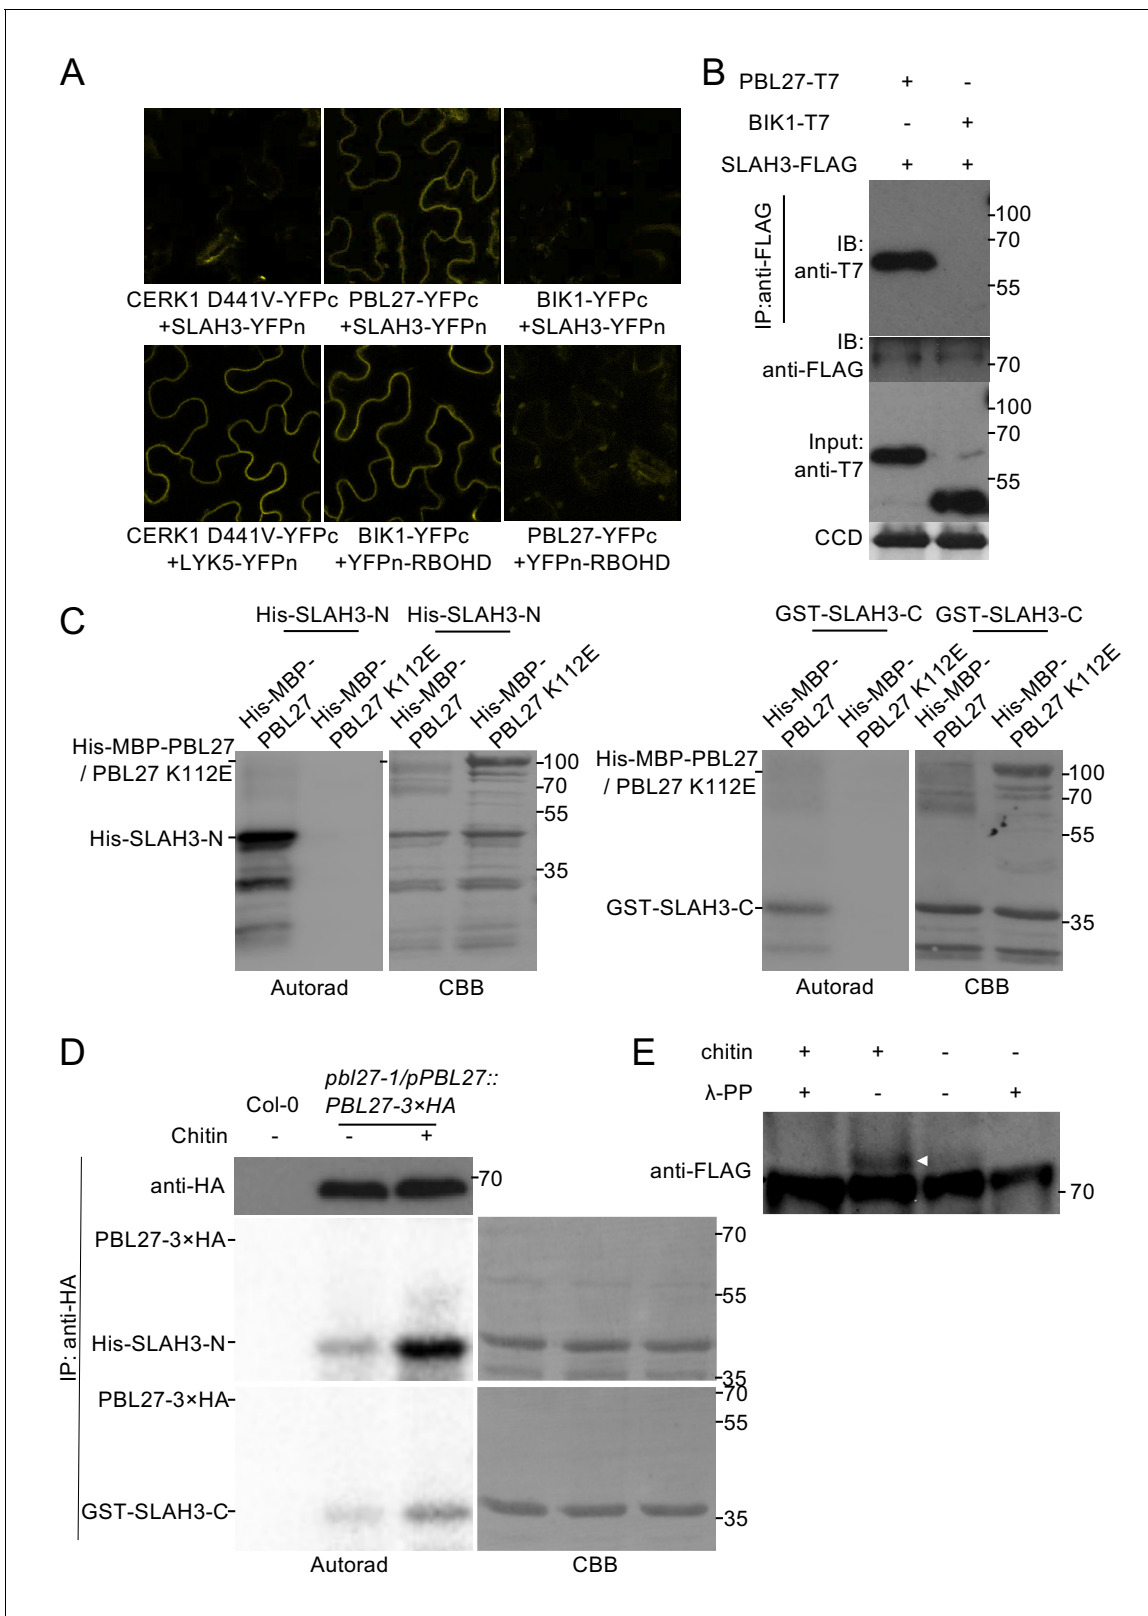 A
CERK1 D441V-YFPc
+SLAH3-YFPn
PBL27-YFPc
+SLAH3-YFPn
BIK1-YFPc
+SLAH3-YFPn
CERK1 D441V-YFPc
+LYK5-YFPn
BIK1-YFPc
+YFPn-RBOHD
PBL27-YFPc
+YFPn-RBOHD
B
PBL27-T7 + -
BIK1-T7 - +
SLAH3-FLAG + +
IP:anti-FLAG
IB:
anti-T7
-100
-70
-55
IB:
anti-FLAG
-70
Input:
anti-T7
-100
-70
-55
CCD
C
His-SLAH3-N His-SLAH3-N
His-MBP-
PBL27
His-MBP-
PBL27 K112E
His-MBP-
PBL27
His-MBP-
PBL27 K112E
His-MBP-PBL27
/ PBL27 K112E
His-SLAH3-N
-100
-70
-55
-35
Autorad CBB
GST-SLAH3-C GST-SLAH3-C
His-MBP-
PBL27
His-MBP-
PBL27 K112E
His-MBP-
PBL27
His-MBP-
PBL27 K112E
His-MBP-PBL27
/ PBL27 K112E
GST-SLAH3-C
-100
-70
-55
-35
Autorad CBB
D
Col-0
pbl27-1/pPBL27::
PBL27-3×HA
Chitin - - +
IP: anti-HA
anti-HA
-70
PBL27-3×HA-
His-SLAH3-N-
-70
-55
-35
PBL27-3×HA-
GST-SLAH3-C-
-70
-55
-35
Autorad CBB
E
chitin + + - -
λ-PP + - - +
anti-FLAG
-70